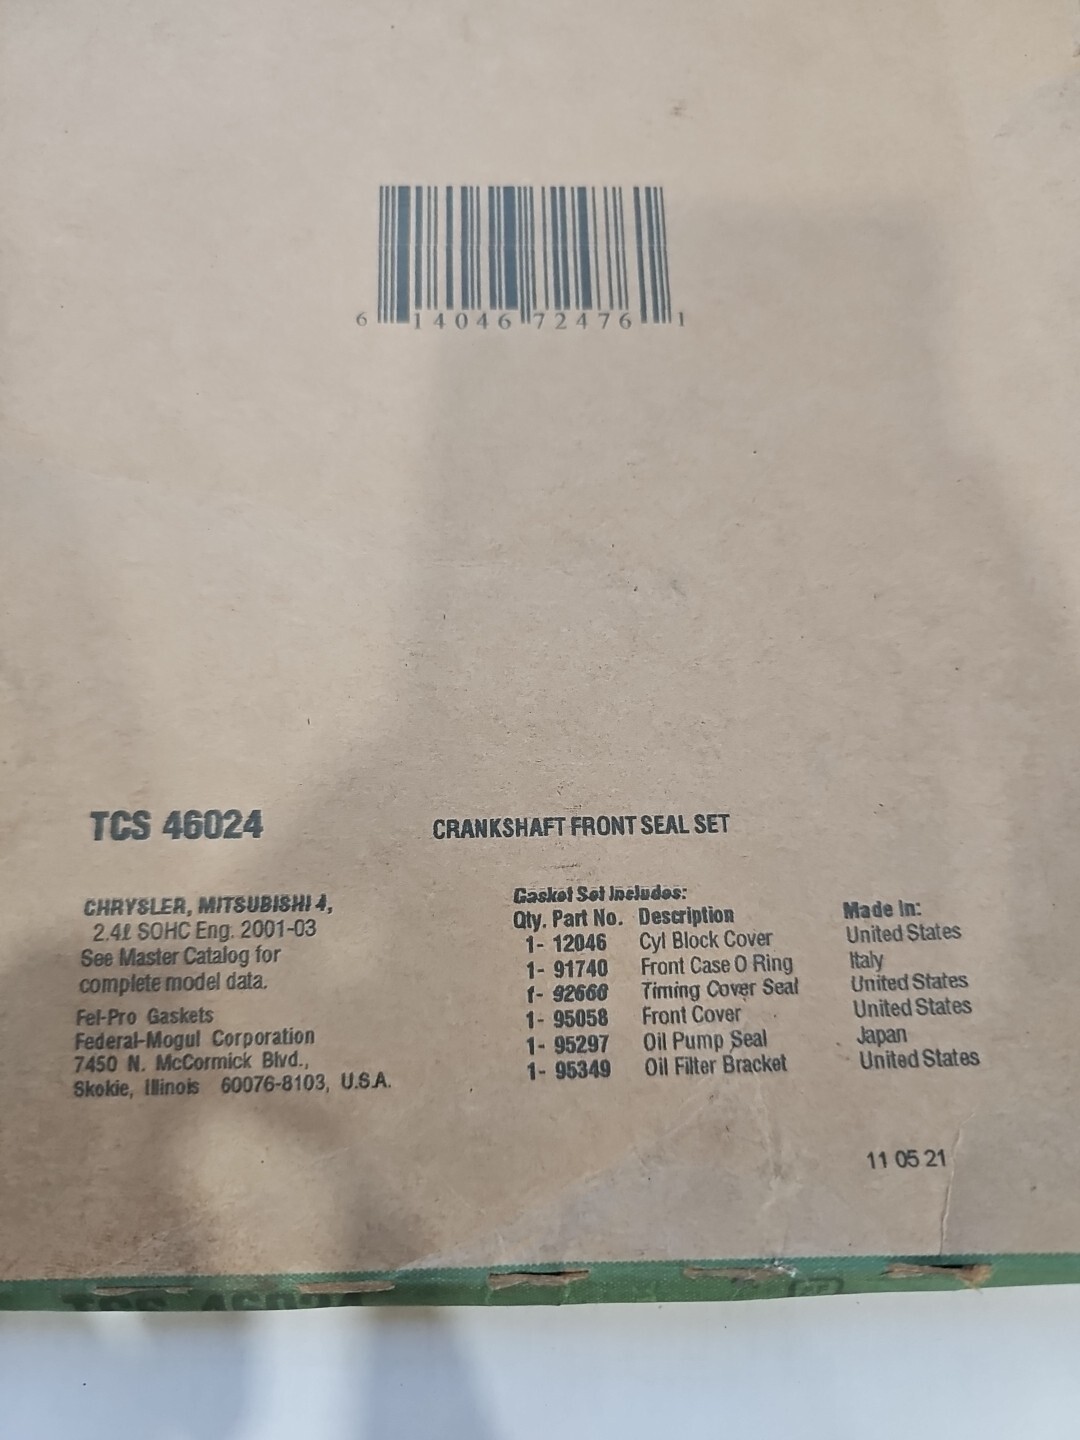 6 14046 72476 1
TCS 46024
CRANKSHAFT FRONT SEAL SET
CHRYSLER, MITSUBISHI 4,
2.4ℓ SOHC Eng. 2001-03
See Master Catalog for
complete model data.
Fel-Pro Gaskets
Federal-Mogul Corporation
7450 N. McCormick Blvd.,
Skokie, Illinois 60076-8103, U.S.A.
Gasket Set Includes:
Qty. Part No. Description Made In:
1- 12046 Cyl Block Cover United States
1- 91740 Front Case O Ring Italy
1- 92660 Timing Cover Seal United States
1- 95058 Front Cover United States
1- 95297 Oil Pump Seal Japan
1- 95349 Oil Filter Bracket United States
11 05 21
TCS 46024